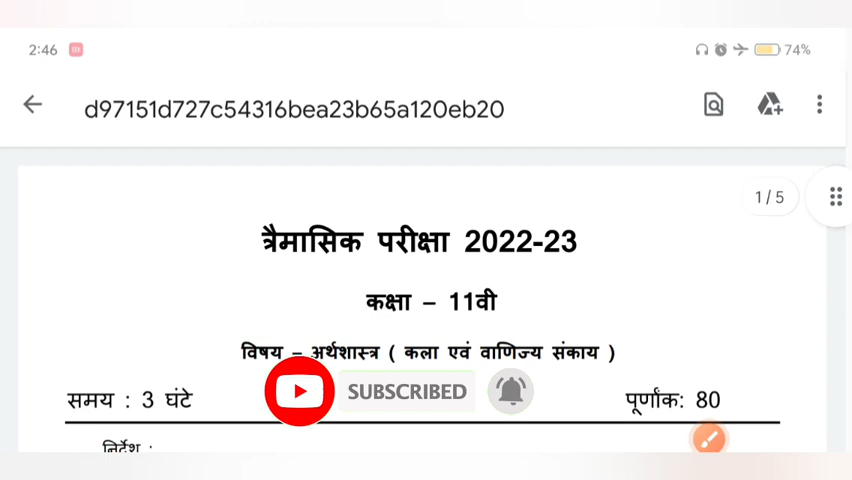 2:46 74%
d97151d727c54316bea23b65a120eb20
1/5
त्रैमासिक परीक्षा 2022-23
कक्षा – 11वी
विषय – अर्थशास्त्र ( कला एवं वाणिज्य संकाय )
समय : 3 घंटे पूर्णांक: 80
SUBSCRIBED
निर्देश :